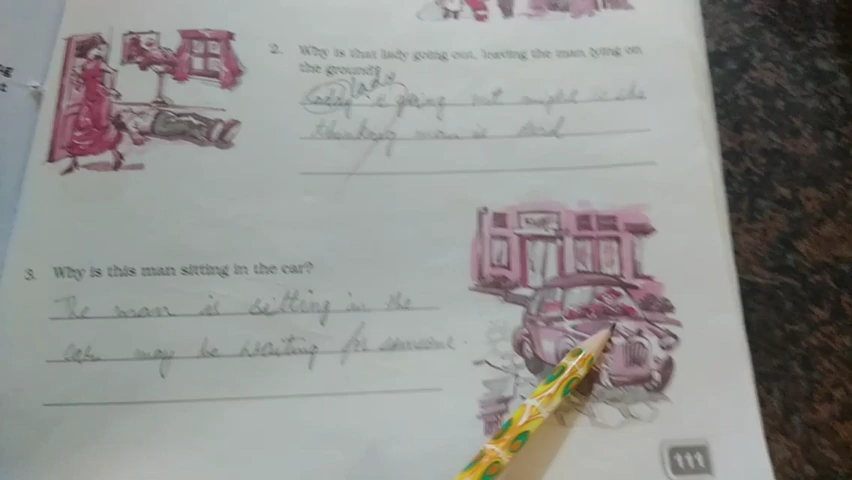 2. Why is that lady going out, leaving the man lying on
the ground?
lady
is going out might is she
thinking man is dead
3. Why is this man sitting in the car?
The man is sitting in the
car may be waiting for someone.
111